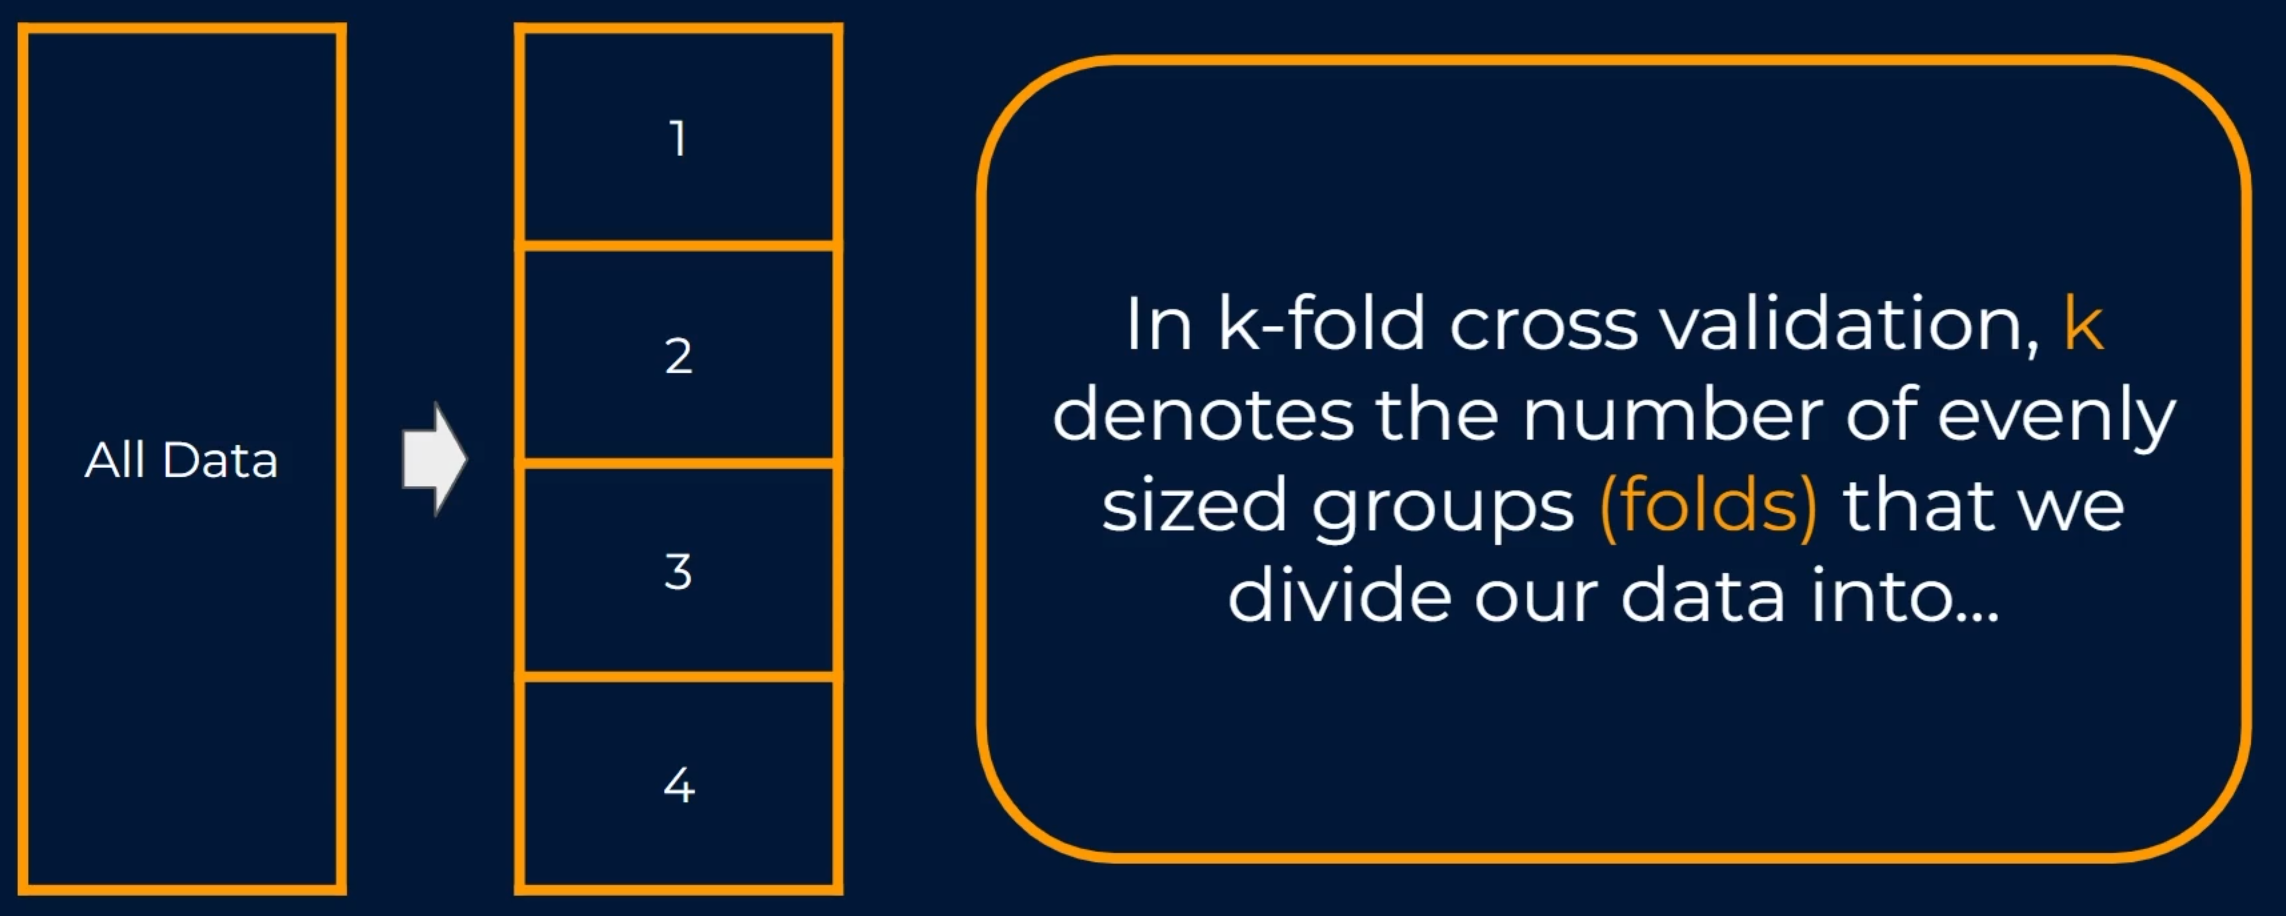 All Data
1
2
3
4
In k-fold cross validation, k
denotes the number of evenly
sized groups (folds) that we
divide our data into...